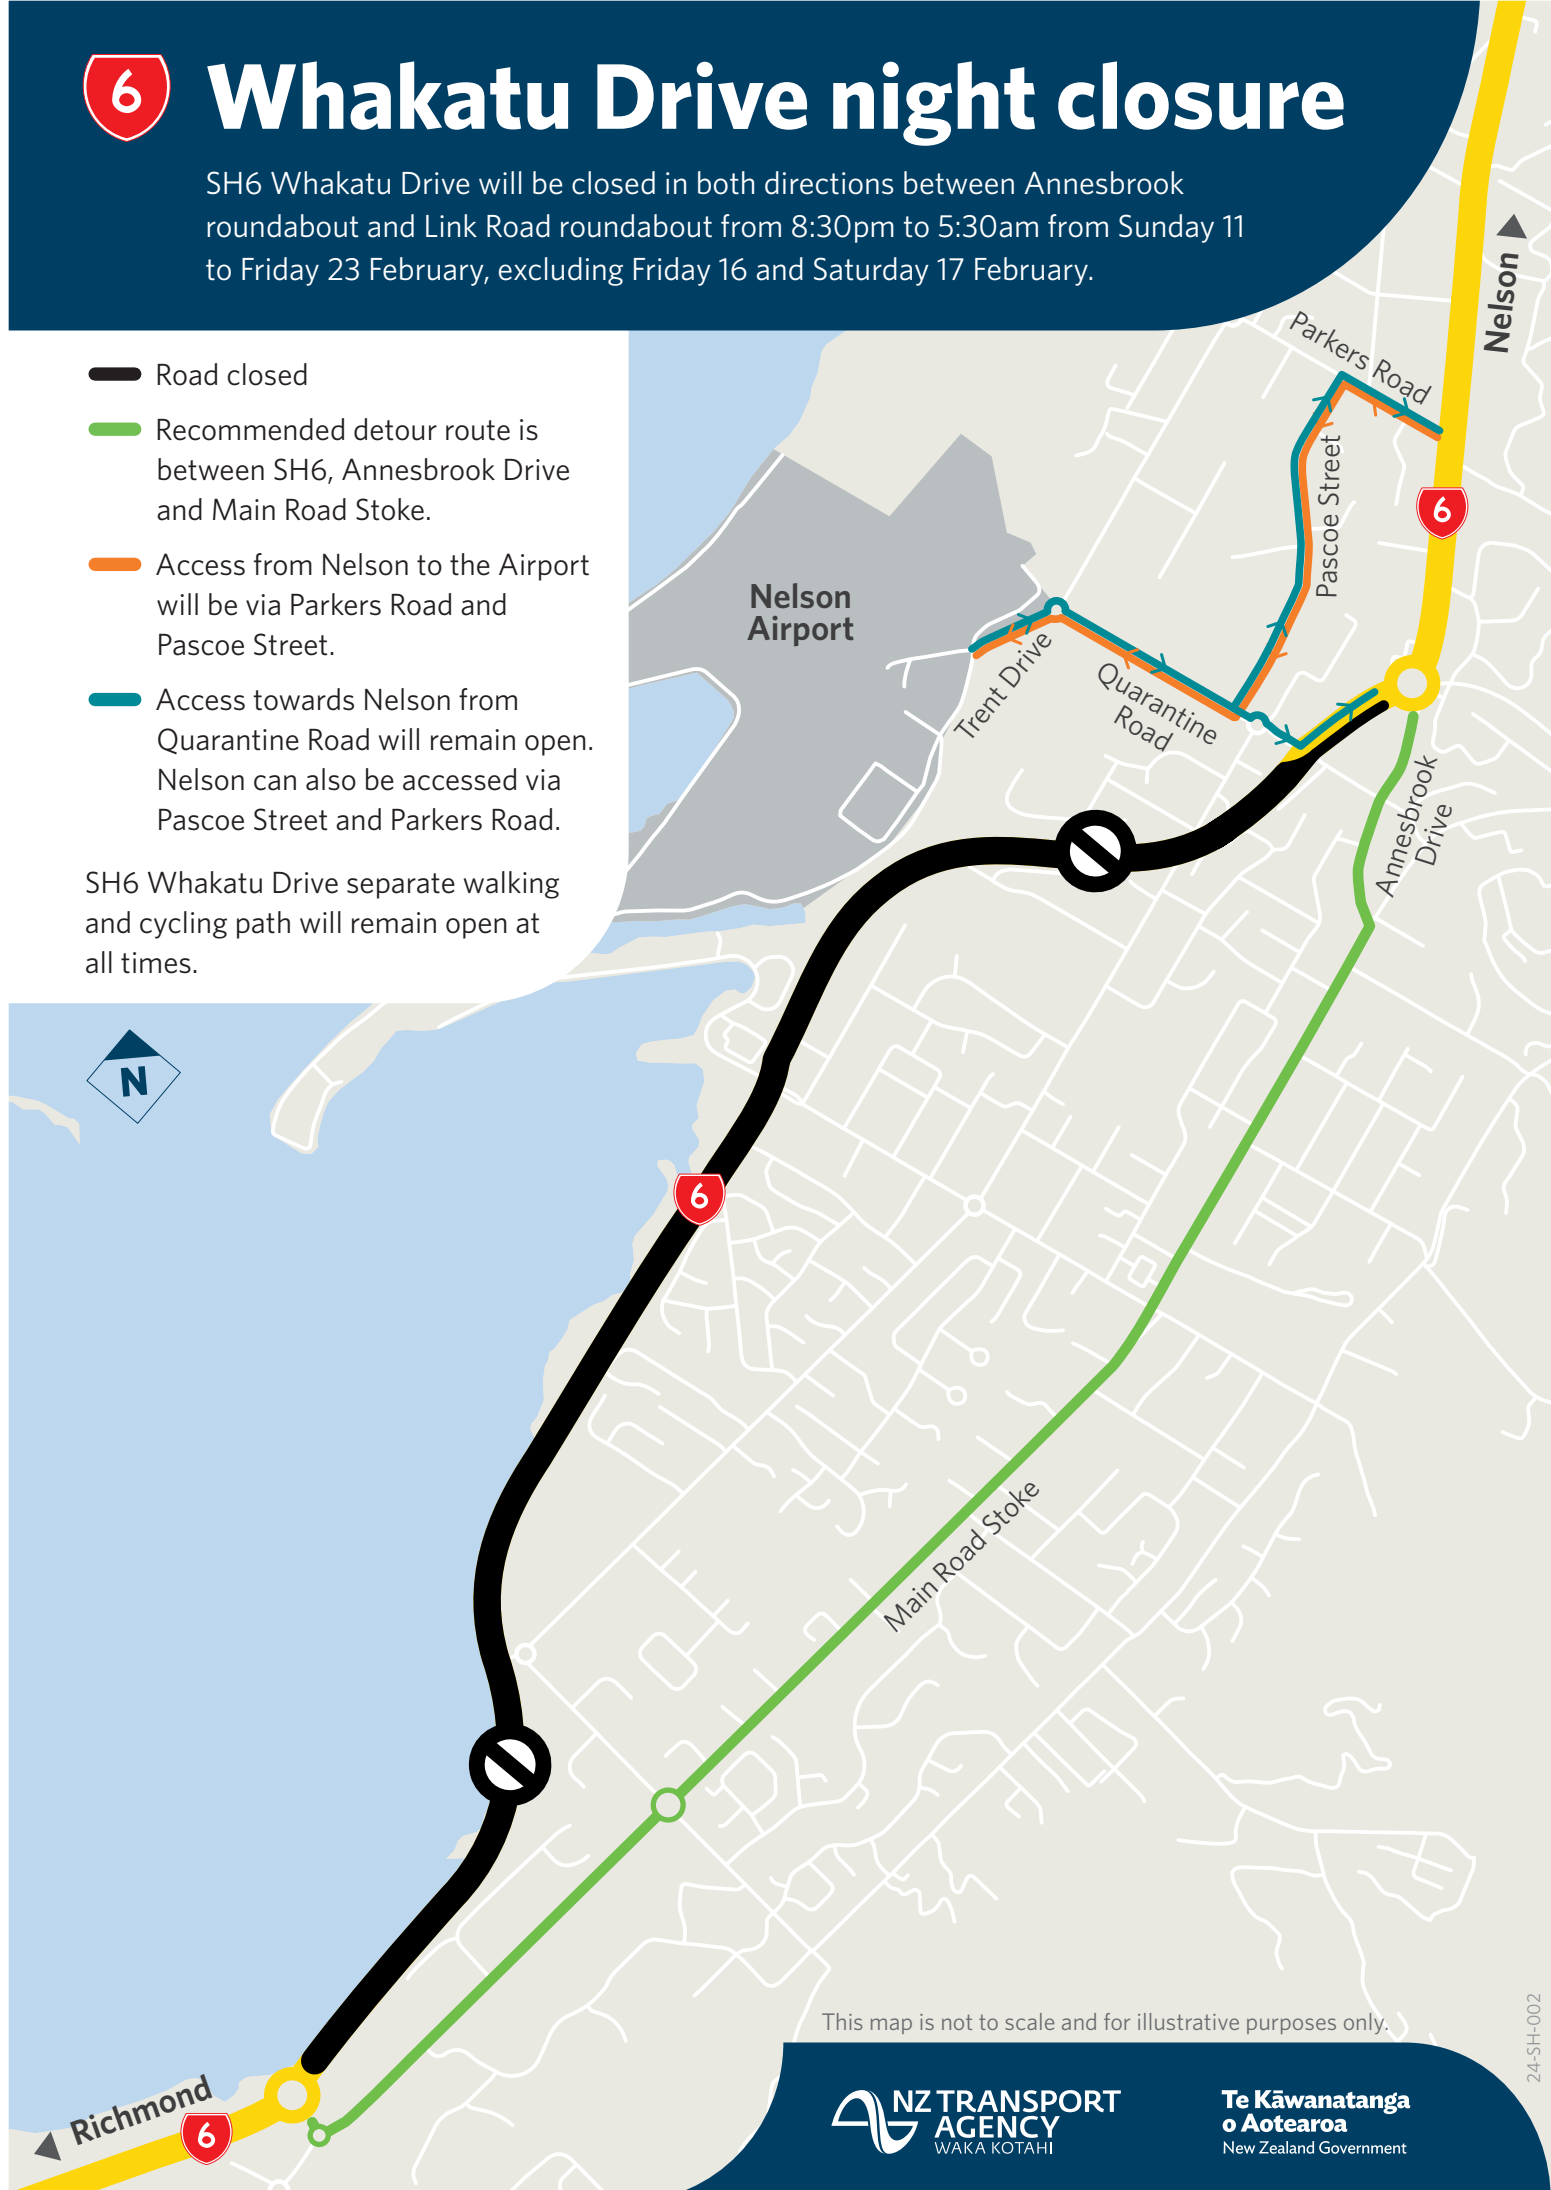 6
Whakatu Drive night closure
SH6 Whakatu Drive will be closed in both directions between Annesbrook
roundabout and Link Road roundabout from 8:30pm to 5:30am from Sunday 11
to Friday 23 February, excluding Friday 16 and Saturday 17 February.
Road closed
Recommended detour route is
between SH6, Annesbrook Drive
and Main Road Stoke.
Access from Nelson to the Airport
will be via Parkers Road and
Pascoe Street.
Access towards Nelson from
Quarantine Road will remain open.
Nelson can also be accessed via
Pascoe Street and Parkers Road.
SH6 Whakatu Drive separate walking
and cycling path will remain open at
all times.
N
Nelson
Parkers Road
Pascoe Street
6
Nelson
Airport
Trent Drive
Quarantine
Road
Annesbrook
Drive
6
Main Road Stoke
Richmond
6
This map is not to scale and for illustrative purposes only.
24-SH-002
NZ TRANSPORT
AGENCY
WAKA KOTAHI
Te Kāwanatanga
o Aotearoa
New Zealand Government